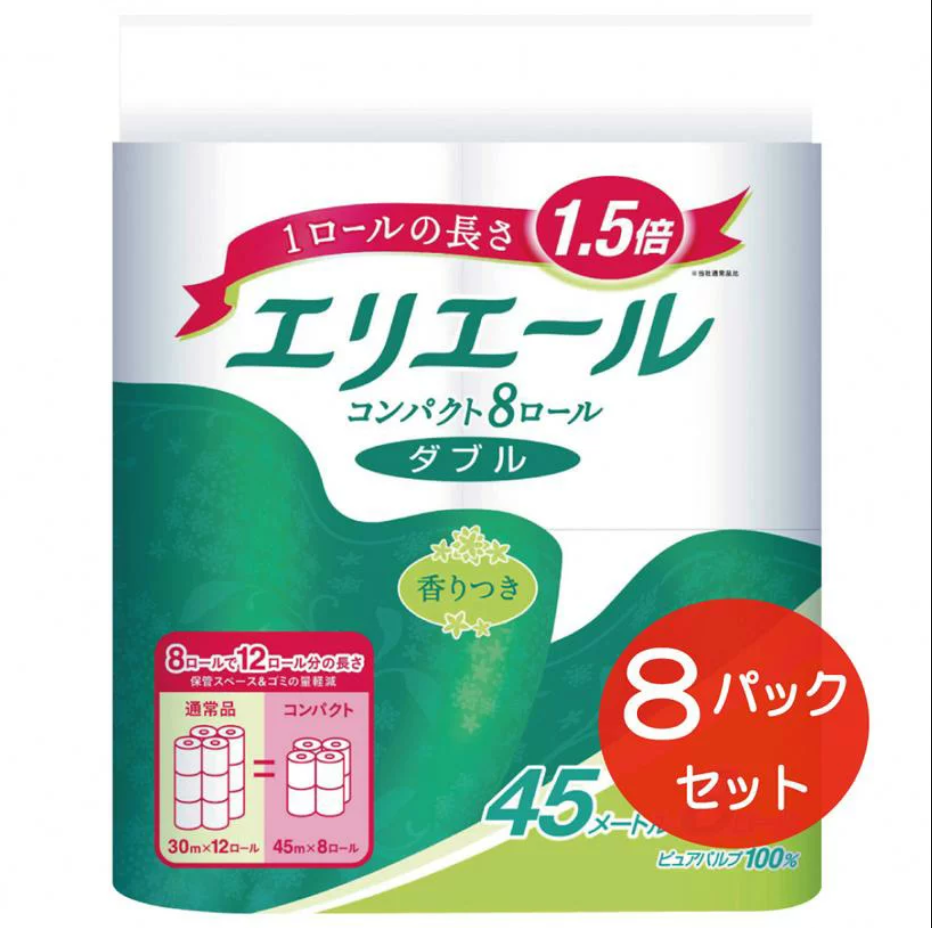 1ロールの長さ 1.5倍
※当社通常品比
エリエール
コンパクト8ロール
ダブル
香りつき
8ロールで12ロール分の長さ
保管スペース&ゴミの量軽減
通常品 コンパクト
=
30m×12ロール 45m×8ロール
8パック
セット
45メートル
ピュアパルプ100%